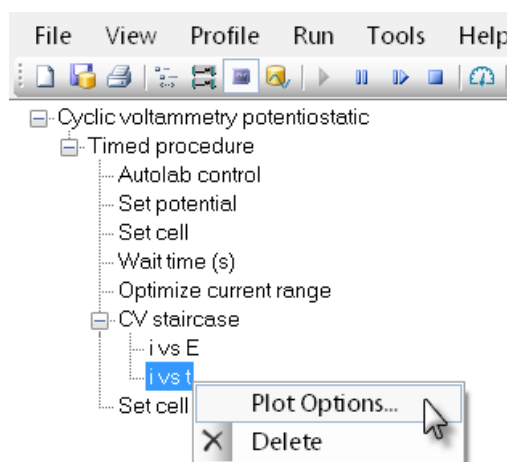 File View Profile Run Tools Help
Cyclic voltammetry potentiostatic
Timed procedure
Autolab control
Set potential
Set cell
Wait time (s)
Optimize current range
CV staircase
i vs E
i vs t
Set cell
Plot Options...
Delete